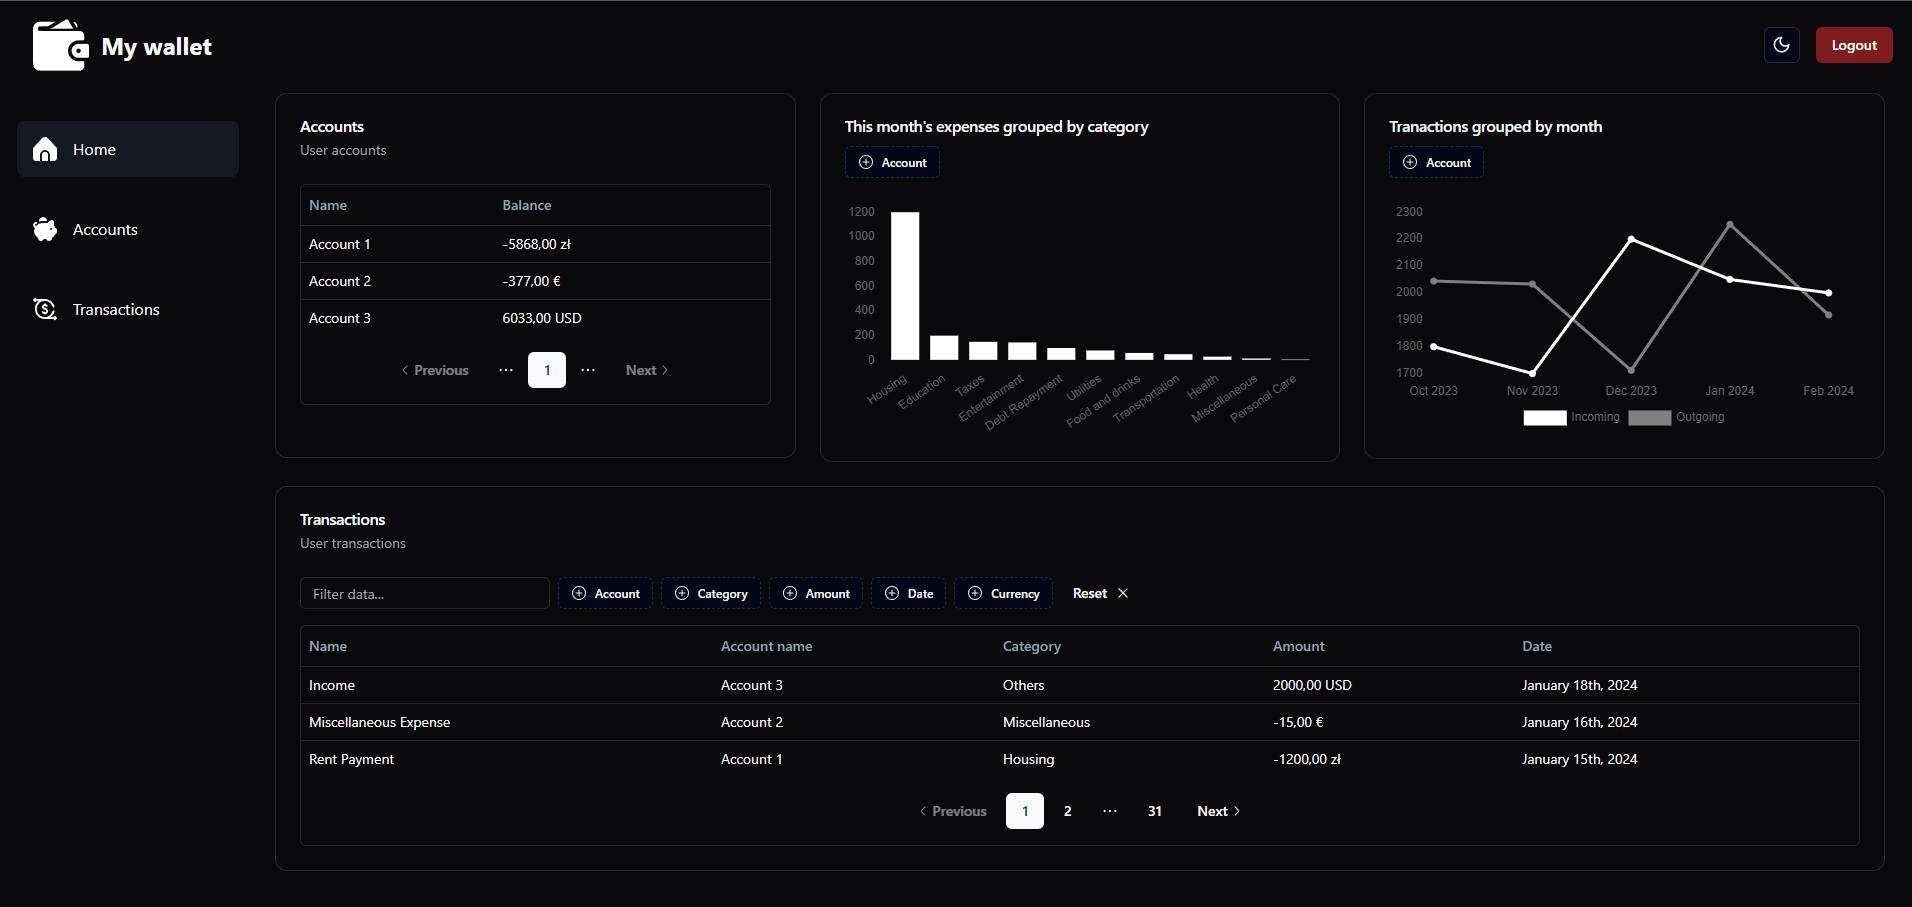 My wallet
Logout
Home
Accounts
Transactions
Accounts
User accounts
Name Balance
Account 1 -5868,00 zł
Account 2 -377,00 €
Account 3 6033,00 USD
Previous ··· 1 ··· Next
This month's expenses grouped by category
Account
1200
1000
800
600
400
200
0
Housing Education Taxes Entertainment Debt Repayment Utilities Food and drinks Transportation Health Miscellaneous Personal Care
Tranactions grouped by month
Account
2300
2200
2100
2000
1900
1800
1700
Oct 2023 Nov 2023 Dec 2023 Jan 2024 Feb 2024
Incoming Outgoing
Transactions
User transactions
Filter data... Account Category Amount Date Currency Reset
Name Account name Category Amount Date
Income Account 3 Others 2000,00 USD January 18th, 2024
Miscellaneous Expense Account 2 Miscellaneous -15,00 € January 16th, 2024
Rent Payment Account 1 Housing -1200,00 zł January 15th, 2024
Previous 1 2 ··· 31 Next